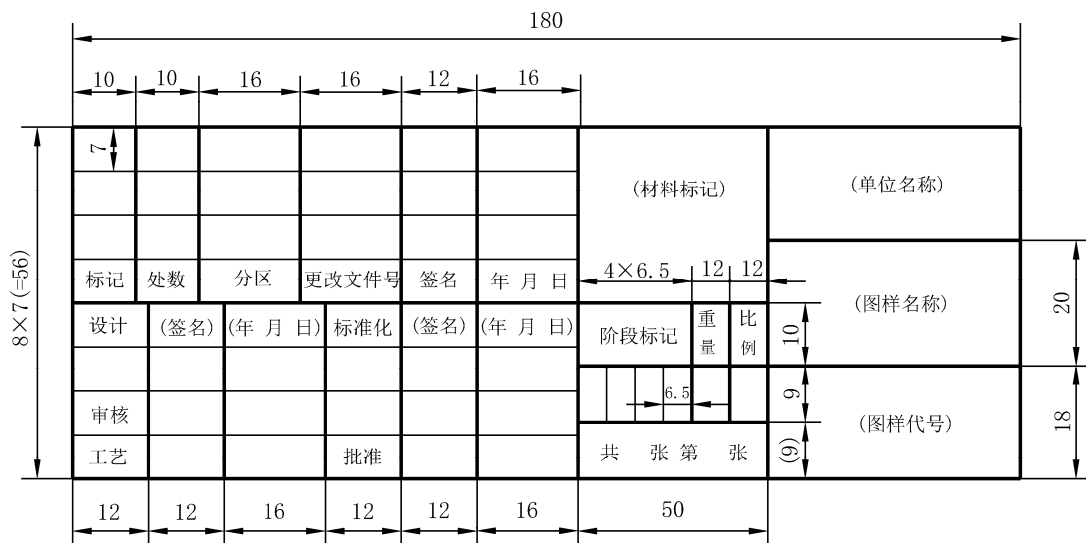 180
10 10 16 16 12 16
7
(材料标记) (单位名称)
标记 处数 分区 更改文件号 签名 年 月 日 4×6.5 12 12
8×7(=56)
设计 (签名) (年 月 日) 标准化 (签名) (年 月 日) 阶段标记 重量 比例 10 (图样名称) 20
6.5 9
审核 (图样代号) 18
工艺 批准 共 张 第 张 (9)
12 12 16 12 12 16 50